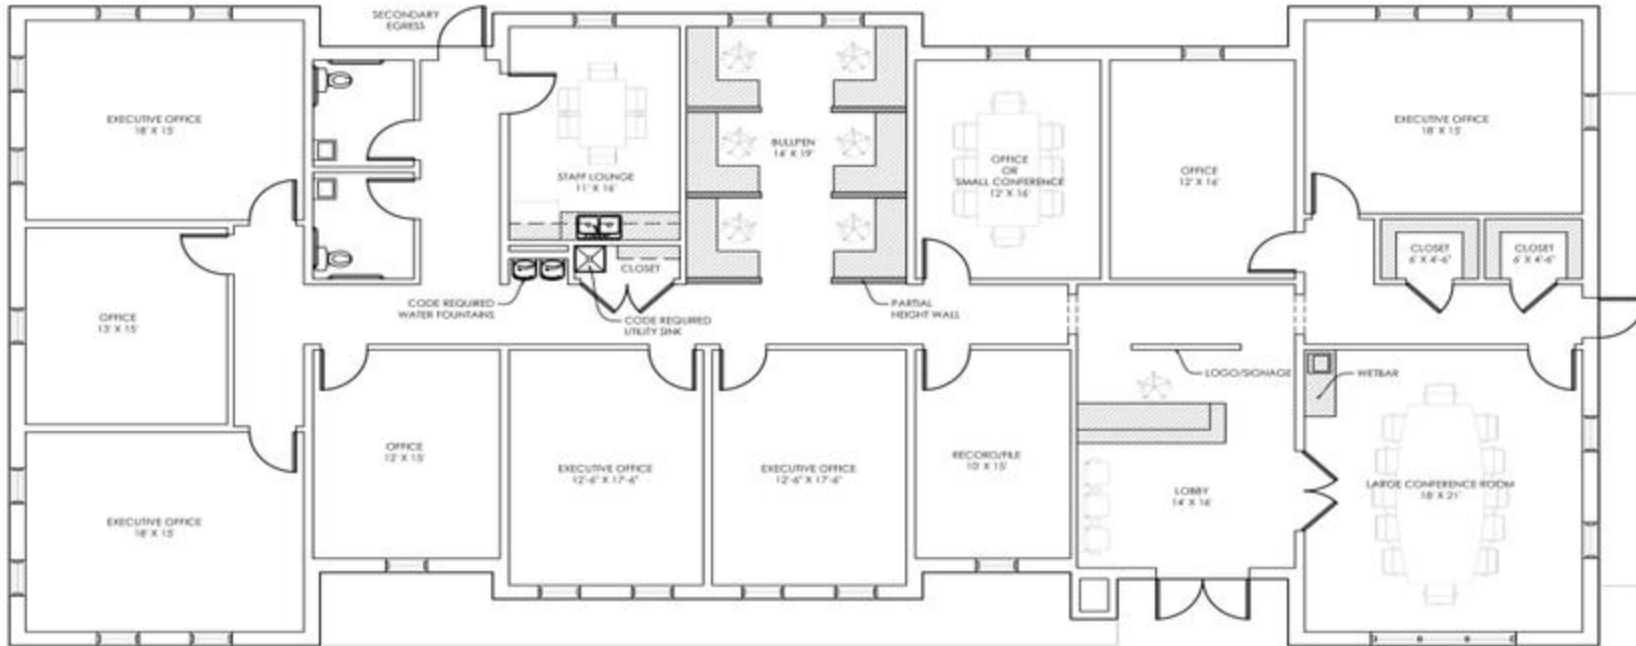 SECONDARY
EGRESS
EXECUTIVE OFFICE
18' X 15'
BULLPEN
14' X 19'
EXECUTIVE OFFICE
18' X 15'
STAFF LOUNGE
11' X 16'
OFFICE
OR
SMALL CONFERENCE
12' X 16'
OFFICE
12' X 16'
CLOSET
6' X 4'-6"
CLOSET
6' X 4'-6"
CLOSET
OFFICE
13' X 15'
CODE REQUIRED
WATER FOUNTAINS
CODE REQUIRED
UTILITY SINK
PARTIAL
HEIGHT WALL
LOGO/SIGNAGE
WETBAR
OFFICE
12' X 15'
EXECUTIVE OFFICE
12'-6" X 17'-6"
EXECUTIVE OFFICE
12'-6" X 17'-6"
RECORD/FILE
10' X 15'
LOBBY
14' X 16'
LARGE CONFERENCE ROOM
18' X 21'
EXECUTIVE OFFICE
18' X 15'